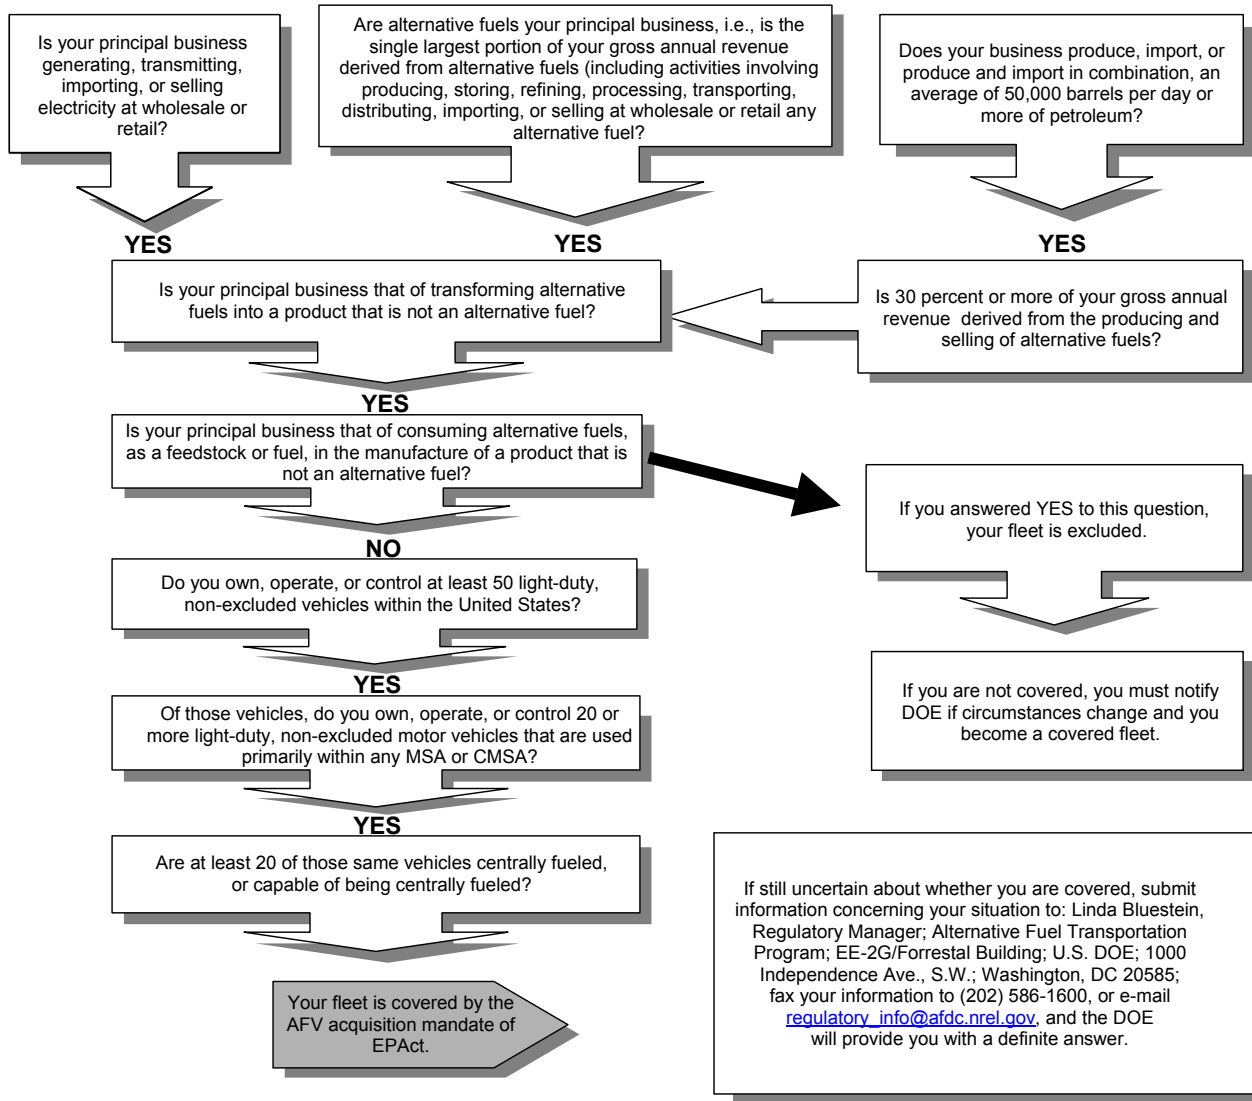 Is your principal business
generating, transmitting,
importing, or selling
electricity at wholesale or
retail?
Are alternative fuels your principal business, i.e., is the
single largest portion of your gross annual revenue
derived from alternative fuels (including activities involving
producing, storing, refining, processing, transporting,
distributing, importing, or selling at wholesale or retail any
alternative fuel?
Does your business produce, import, or
produce and import in combination, an
average of 50,000 barrels per day or
more of petroleum?
YES
YES
YES
Is your principal business that of transforming alternative
fuels into a product that is not an alternative fuel?
Is 30 percent or more of your gross annual
revenue derived from the producing and
selling of alternative fuels?
YES
Is your principal business that of consuming alternative fuels,
as a feedstock or fuel, in the manufacture of a product that is
not an alternative fuel?
If you answered YES to this question,
your fleet is excluded.
NO
Do you own, operate, or control at least 50 light-duty,
non-excluded vehicles within the United States?
YES
If you are not covered, you must notify
DOE if circumstances change and you
become a covered fleet.
Of those vehicles, do you own, operate, or control 20 or
more light-duty, non-excluded motor vehicles that are used
primarily within any MSA or CMSA?
YES
Are at least 20 of those same vehicles centrally fueled,
or capable of being centrally fueled?
If still uncertain about whether you are covered, submit
information concerning your situation to: Linda Bluestein,
Regulatory Manager; Alternative Fuel Transportation
Program; EE-2G/Forrestal Building; U.S. DOE; 1000
Independence Ave., S.W.; Washington, DC 20585;
fax your information to (202) 586-1600, or e-mail
regulatory_info@afdc.nrel.gov, and the DOE
will provide you with a definite answer.
Your fleet is covered by the
AFV acquisition mandate of
EPAct.